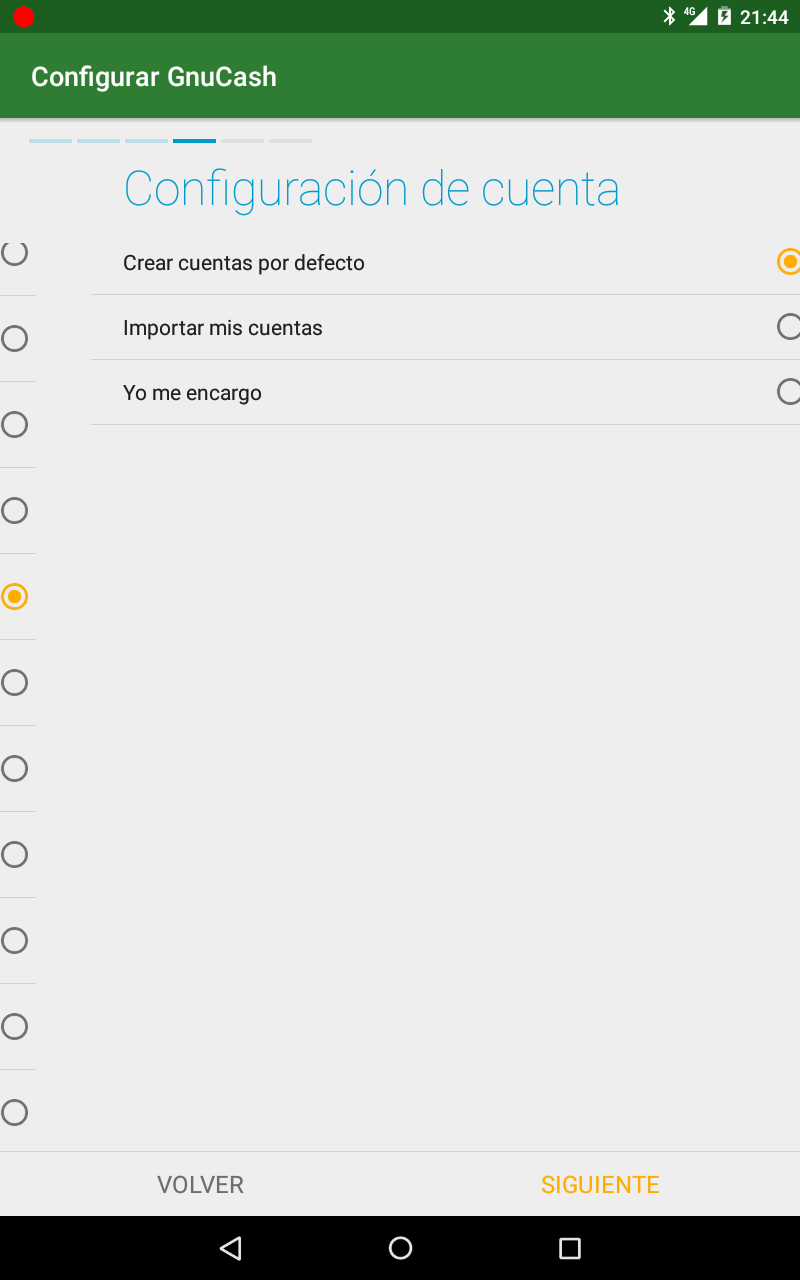 4G 21:44
Configurar GnuCash
Configuración de cuenta
Crear cuentas por defecto
Importar mis cuentas
Yo me encargo
VOLVER SIGUIENTE